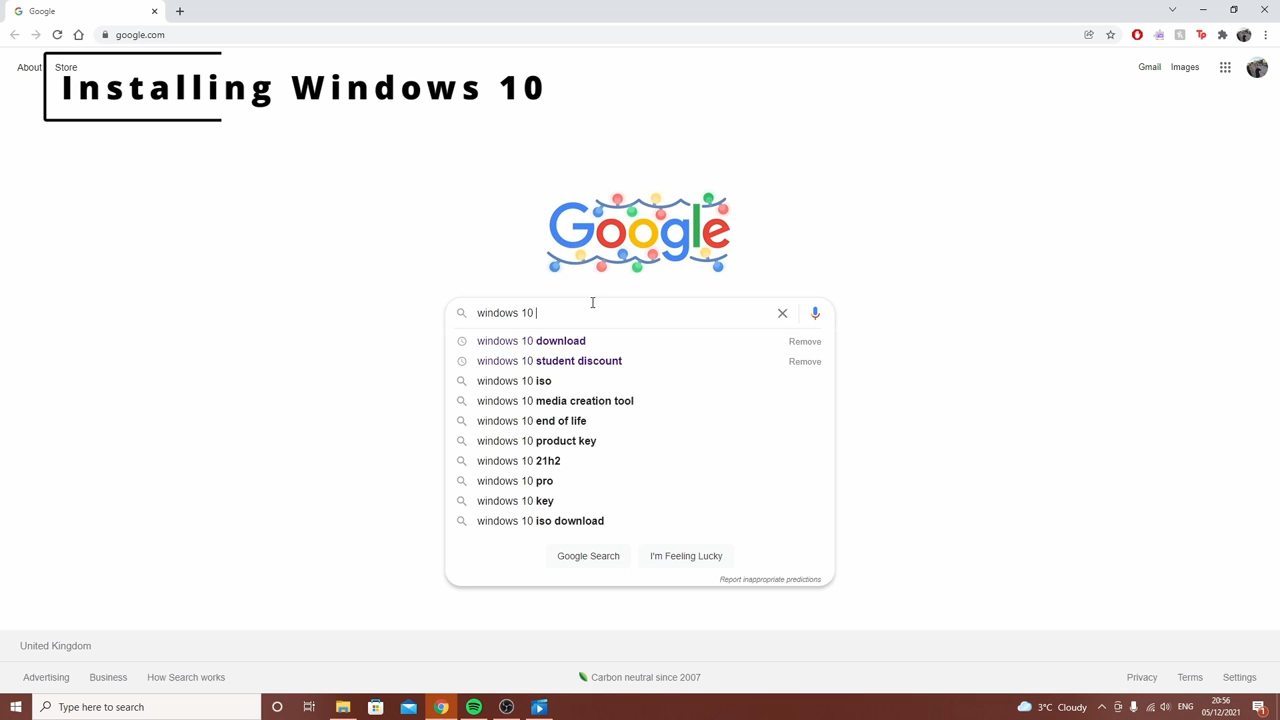 Google
google.com
About
Store
Gmail
Images
Installing Windows 10
Google
windows 10
windows 10 download
Remove
windows 10 student discount
Remove
windows 10 iso
windows 10 media creation tool
windows 10 end of life
windows 10 product key
windows 10 21h2
windows 10 pro
windows 10 key
windows 10 iso download
Google Search
I'm Feeling Lucky
Report inappropriate predictions
United Kingdom
Advertising
Business
How Search works
Carbon neutral since 2007
Privacy
Terms
Settings
Type here to search
3°C Cloudy
ENG
20:56
05/12/2021
1